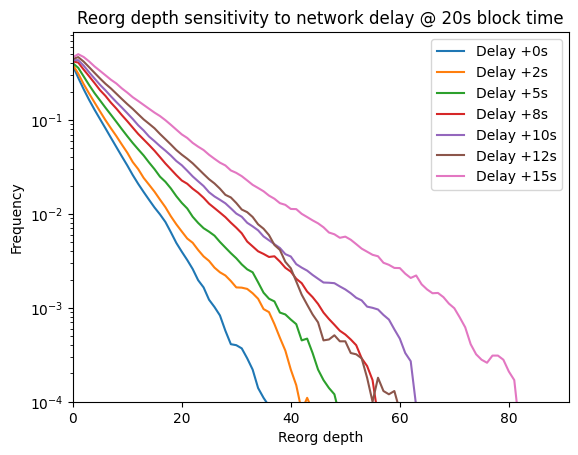 Reorg depth sensitivity to network delay @ 20s block time
Delay +0s
Delay +2s
Delay +5s
Delay +8s
Delay +10s
Delay +12s
Delay +15s
Frequency
10⁻¹
10⁻²
10⁻³
10⁻⁴
0 20 40 60 80
Reorg depth